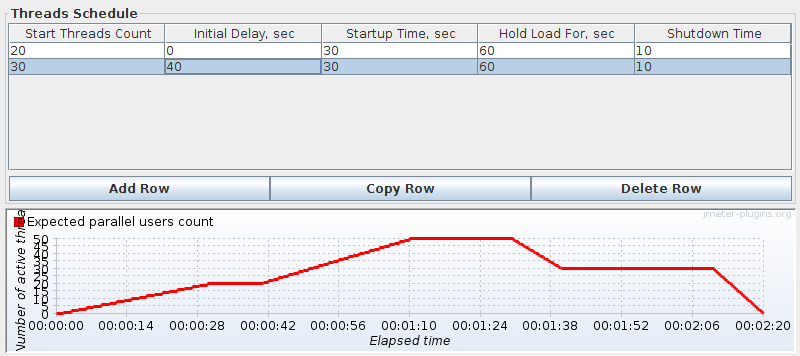 Threads Schedule
Start Threads Count Initial Delay, sec Startup Time, sec Hold Load For, sec Shutdown Time
20 0 30 60 10
30 40 30 60 10
Add Row Copy Row Delete Row
jmeter-plugins.org
Expected parallel users count
Number of active threa
50
45
40
35
30
25
20
15
10
5
0
00:00:00 00:00:14 00:00:28 00:00:42 00:00:56 00:01:10 00:01:24 00:01:38 00:01:52 00:02:06 00:02:20
Elapsed time